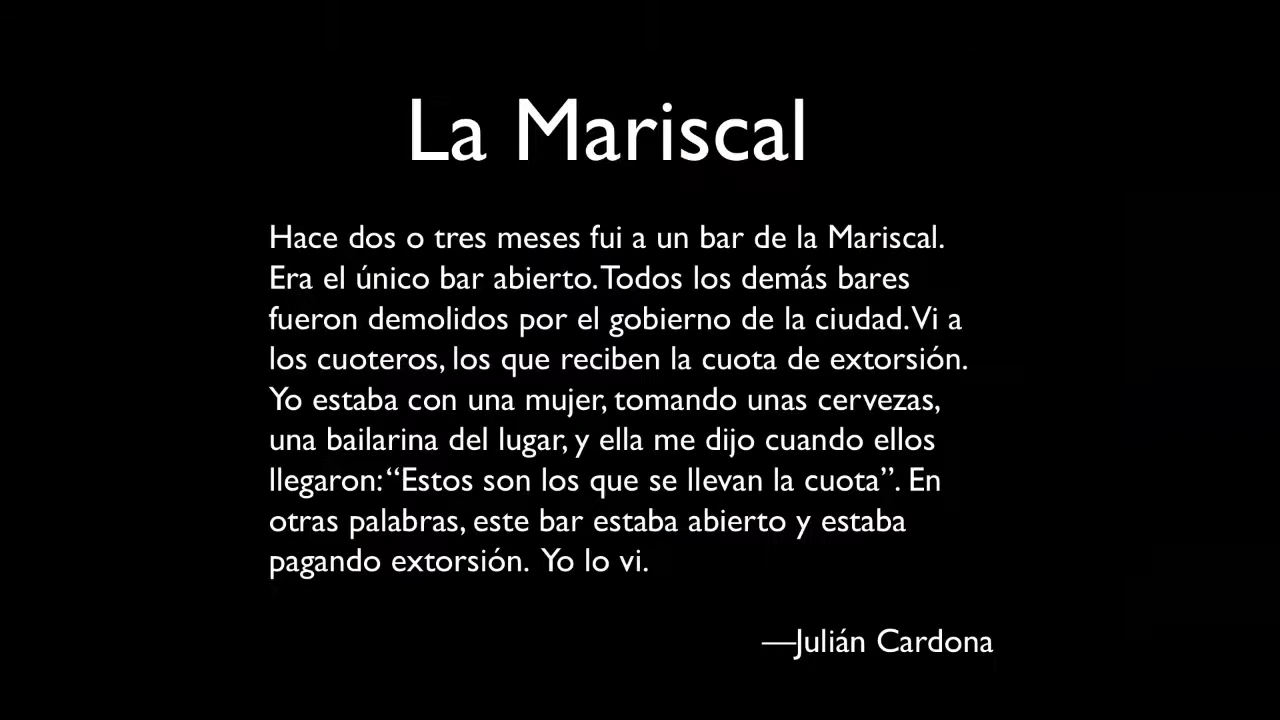 La Mariscal
Hace dos o tres meses fui a un bar de la Mariscal.
Era el único bar abierto. Todos los demás bares
fueron demolidos por el gobierno de la ciudad. Vi a
los cuoteros, los que reciben la cuota de extorsión.
Yo estaba con una mujer, tomando unas cervezas,
una bailarina del lugar, y ella me dijo cuando ellos
llegaron: “Estos son los que se llevan la cuota”. En
otras palabras, este bar estaba abierto y estaba
pagando extorsión. Yo lo vi.
—Julián Cardona